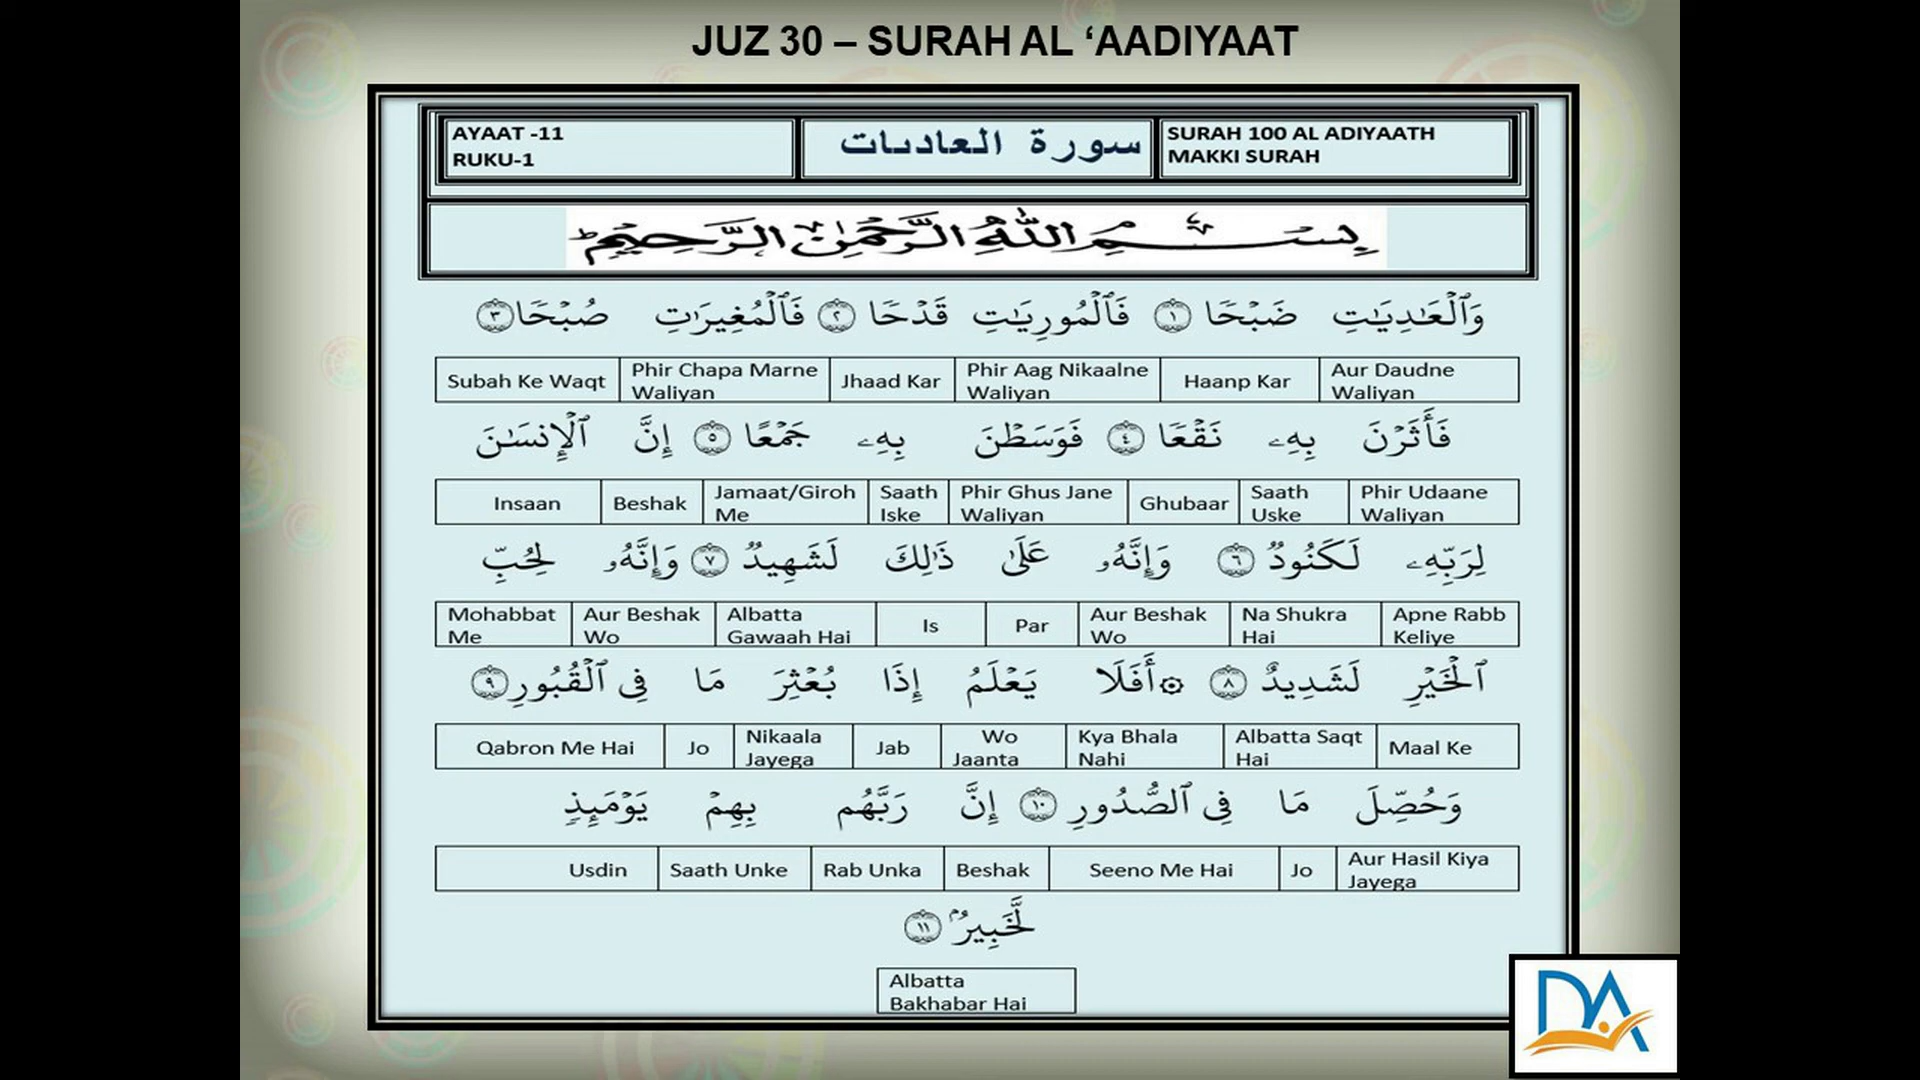 JUZ 30 – SURAH AL ‘AADIYAAT
AYAAT -11
RUKU-1
سورة العاديات
SURAH 100 AL ADIYAATH
MAKKI SURAH
بِسْمِ اللّٰهِ الرَّحْمٰنِ الرَّحِيْمِ
وَٱلْعَٰدِيَٰتِ ضَبْحًا ١ فَٱلْمُورِيَٰتِ قَدْحًا ٢ فَٱلْمُغِيرَٰتِ صُبْحًا ٣
Subah Ke Waqt Phir Chapa Marne Waliyan Jhaad Kar Phir Aag Nikaalne Waliyan Haanp Kar Aur Daudne Waliyan
فَأَثَرْنَ بِهِۦ نَقْعًا ٤ فَوَسَطْنَ بِهِۦ جَمْعًا ٥ إِنَّ ٱلْإِنسَٰنَ
Insaan Beshak Jamaat/Giroh Me Saath Iske Phir Ghus Jane Waliyan Ghubaar Saath Uske Phir Udaane Waliyan
لِرَبِّهِۦ لَكَنُودٌ ٦ وَإِنَّهُۥ عَلَىٰ ذَٰلِكَ لَشَهِيدٌ ٧ وَإِنَّهُۥ لِحُبِّ
Mohabbat Me Aur Beshak Wo Albatta Gawaah Hai Is Par Aur Beshak Wo Na Shukra Hai Apne Rabb Keliye
ٱلْخَيْرِ لَشَدِيدٌ ٨ ۞أَفَلَا يَعْلَمُ إِذَا بُعْثِرَ مَا فِى ٱلْقُبُورِ ٩
Qabron Me Hai Jo Nikaala Jayega Jab Wo Jaanta Kya Bhala Nahi Albatta Saqt Hai Maal Ke
وَحُصِّلَ مَا فِى ٱلصُّدُورِ ١٠ إِنَّ رَبَّهُم بِهِمْ يَوْمَئِذٍ
Usdin Saath Unke Rab Unka Beshak Seeno Me Hai Jo Aur Hasil Kiya Jayega
لَّخَبِيرٌۢ ١١
Albatta Bakhabar Hai
DA